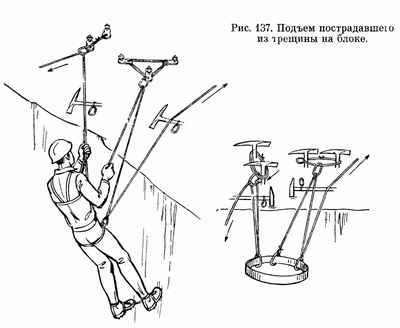 Рис. 137. Подъем пострадавшего
из трещины на блоке.